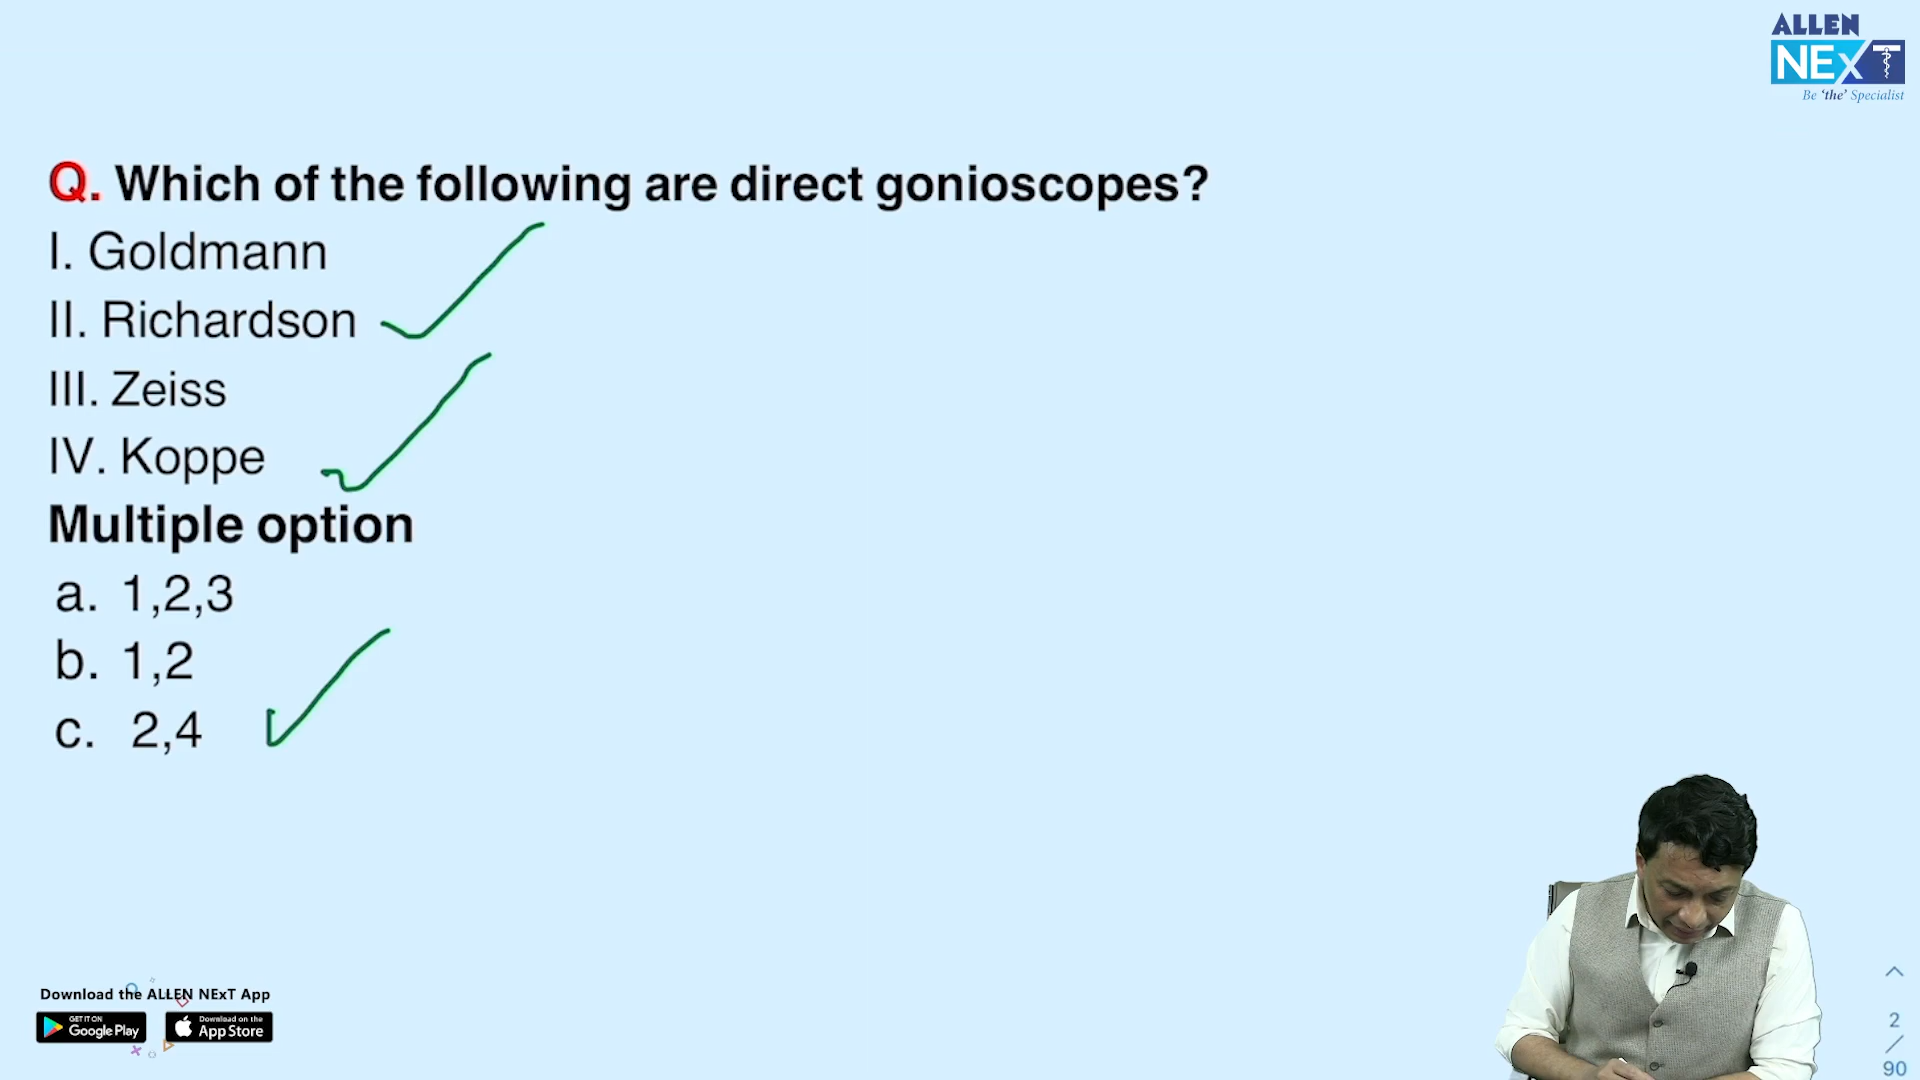 ALLEN
NExT
Be 'the' Specialist
Q. Which of the following are direct gonioscopes?
I. Goldmann
II. Richardson
III. Zeiss
IV. Koppe
Multiple option
a. 1,2,3
b. 1,2
c. 2,4
Download the ALLEN NExT App
GET IT ON
Google Play
Download on the
App Store
2
/
90